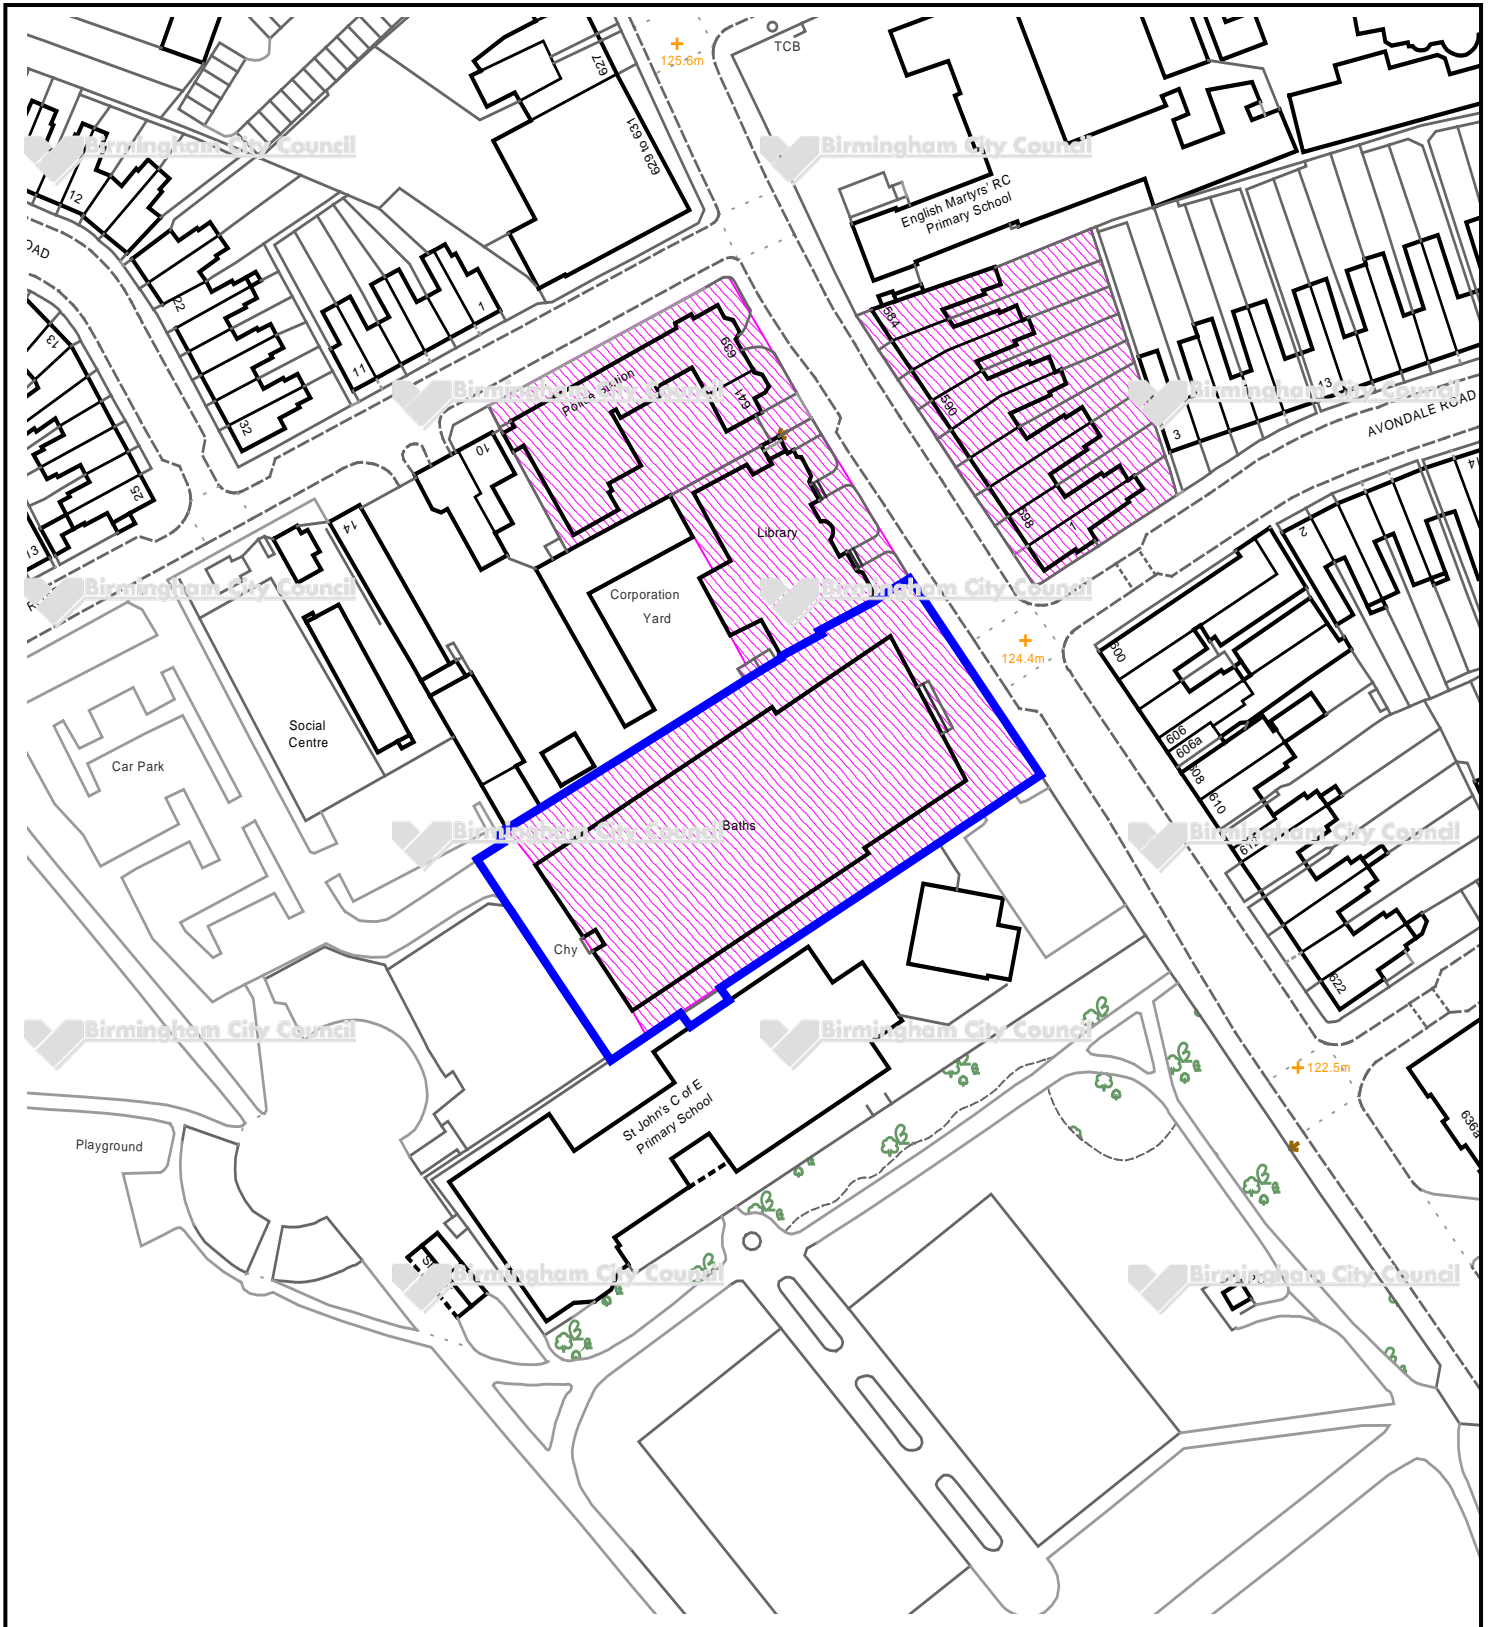 TCB
125.6m
627
629 to 631
Birmingham City Council
Birmingham City Council
English Martyrs' RC
Primary School
12
OAD
22
1
11
13
32
25
584
590
598
1
639
641
Police Station
Birmingham City Council
Birmingham City Council
3
13
AVONDALE ROAD
10
14
14
2
13
Library
Birmingham City Council
Birmingham City Council
Corporation
Yard
124.4m
600
606
606a
608
610
612
622
Social
Centre
Car Park
Baths
Birmingham City Council
Birmingham City Council
Chy
Birmingham City Council
Birmingham City Council
122.5m
636a
St John's C of E
Primary School
Playground
Birmingham City Council
Birmingham City Council